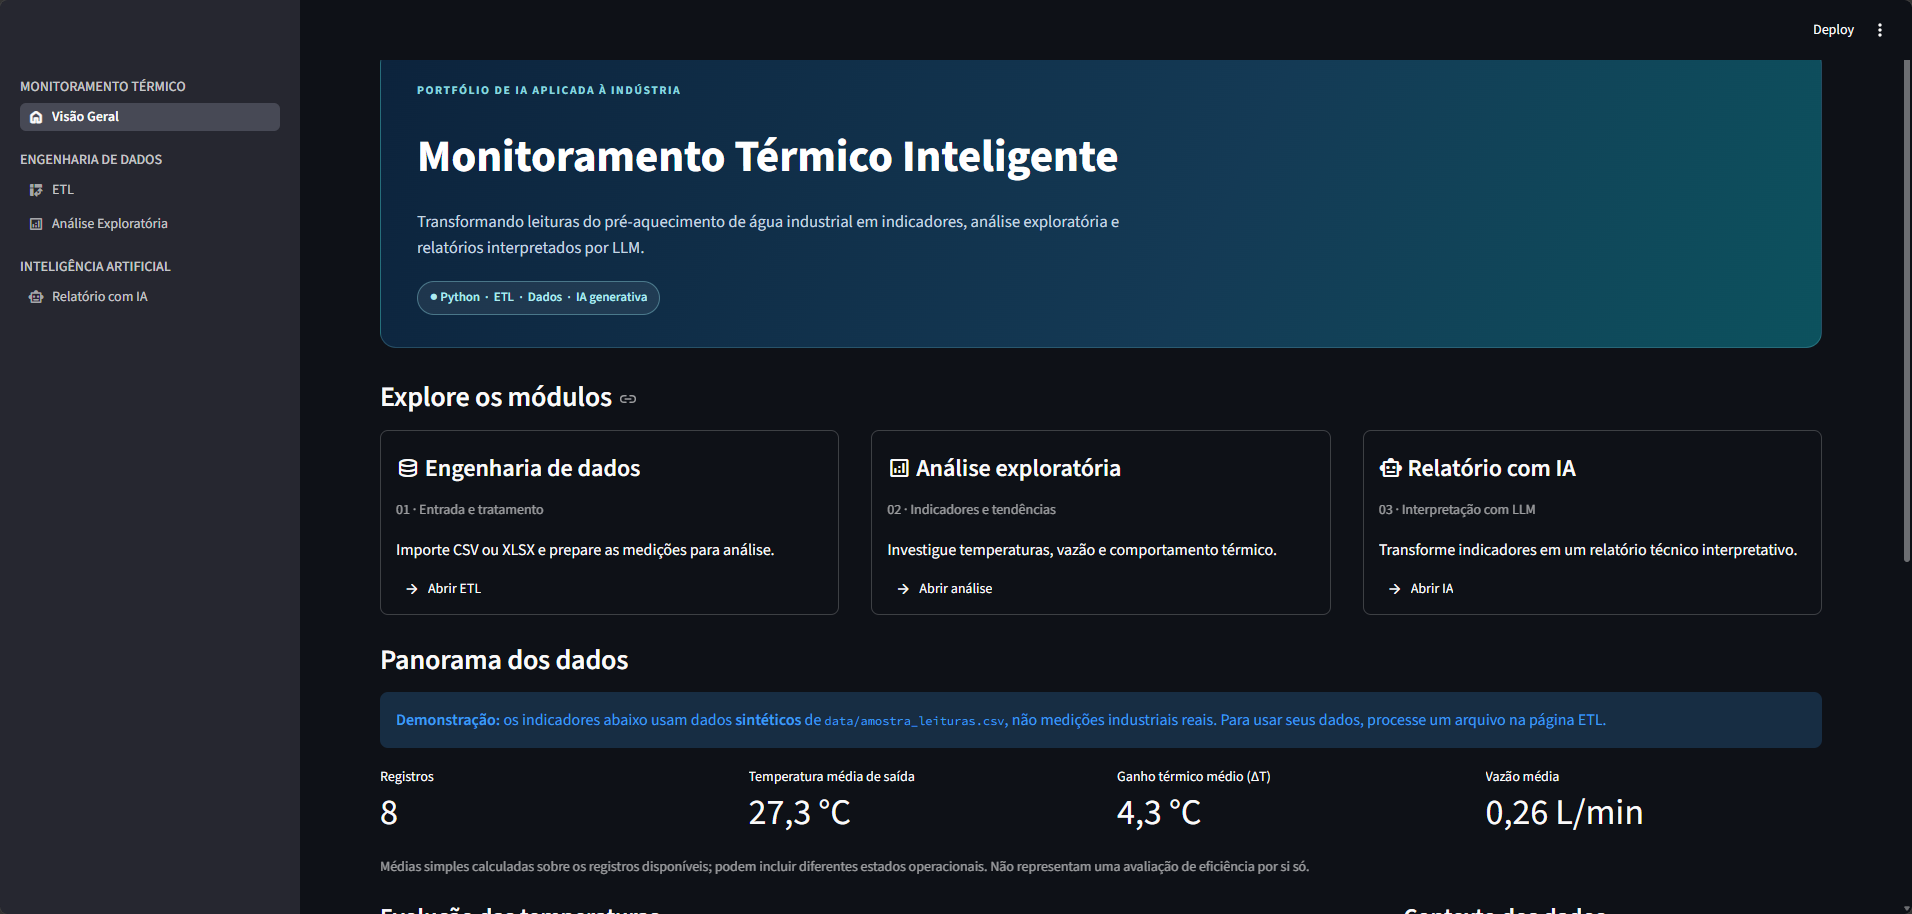 Deploy
MONITORAMENTO TÉRMICO
Visão Geral
ENGENHARIA DE DADOS
ETL
Análise Exploratória
INTELIGÊNCIA ARTIFICIAL
Relatório com IA
PORTFÓLIO DE IA APLICADA À INDÚSTRIA
Monitoramento Térmico Inteligente
Transformando leituras do pré-aquecimento de água industrial em indicadores, análise exploratória e
relatórios interpretados por LLM.
Python · ETL · Dados · IA generativa
Explore os módulos
Engenharia de dados
01 · Entrada e tratamento
Importe CSV ou XLSX e prepare as medições para análise.
Abrir ETL
Análise exploratória
02 · Indicadores e tendências
Investigue temperaturas, vazão e comportamento térmico.
Abrir análise
Relatório com IA
03 · Interpretação com LLM
Transforme indicadores em um relatório técnico interpretativo.
Abrir IA
Panorama dos dados
Demonstração: os indicadores abaixo usam dados sintéticos de data/amostra_leituras.csv, não medições industriais reais. Para usar seus dados, processe um arquivo na página ETL.
Registros
8
Temperatura média de saída
27,3 °C
Ganho térmico médio (ΔT)
4,3 °C
Vazão média
0,26 L/min
Médias simples calculadas sobre os registros disponíveis; podem incluir diferentes estados operacionais. Não representam uma avaliação de eficiência por si só.
Evolução das temperaturas
Contexto dos dados